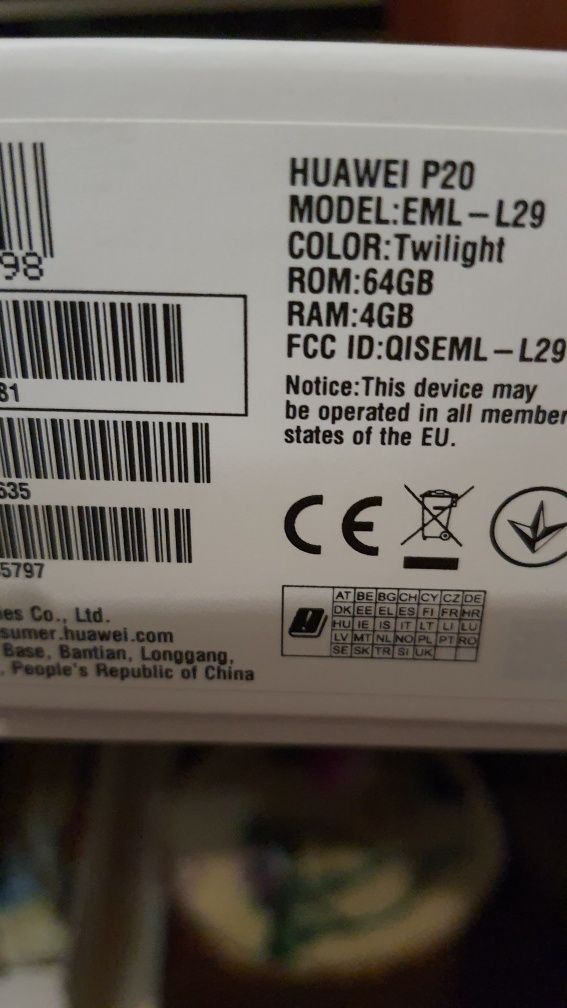 HUAWEI P20
MODEL:EML–L29
COLOR:Twilight
ROM:64GB
RAM:4GB
FCC ID:QISEML–L29
Notice:This device may
be operated in all member
states of the EU.
98
81
635
5797
CE
AT BE BG CH CY CZ DE
DK EE EL ES FI FR HR
HU IE IS IT LT LI LU
LV MT NL NO PL PT RO
SE SK TR SI UK
ies Co., Ltd.
sumer.huawei.com
Base, Bantian, Longgang,
, People's Republic of China